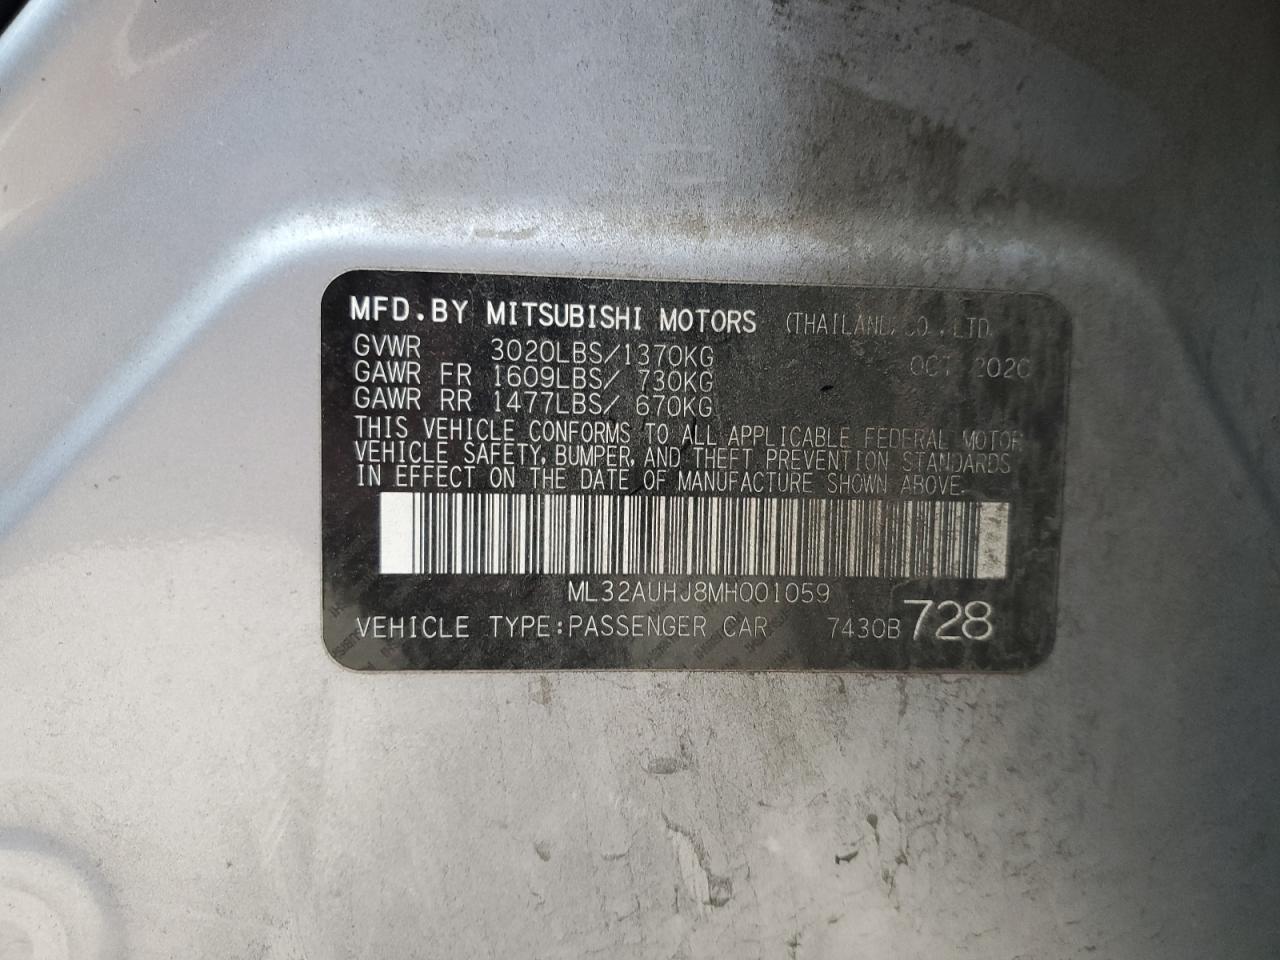 MFD.BY MITSUBISHI MOTORS (THAILAND) CO.,LTD.
GVWR 3020LBS/1370KG OCT 2020
GAWR FR 1609LBS/ 730KG
GAWR RR 1477LBS/ 670KG
THIS VEHICLE CONFORMS TO ALL APPLICABLE FEDERAL MOTOR
VEHICLE SAFETY, BUMPER, AND THEFT PREVENTION STANDARDS
IN EFFECT ON THE DATE OF MANUFACTURE SHOWN ABOVE.
ML32AUHJ8MH001059
VEHICLE TYPE:PASSENGER CAR 7430B 728